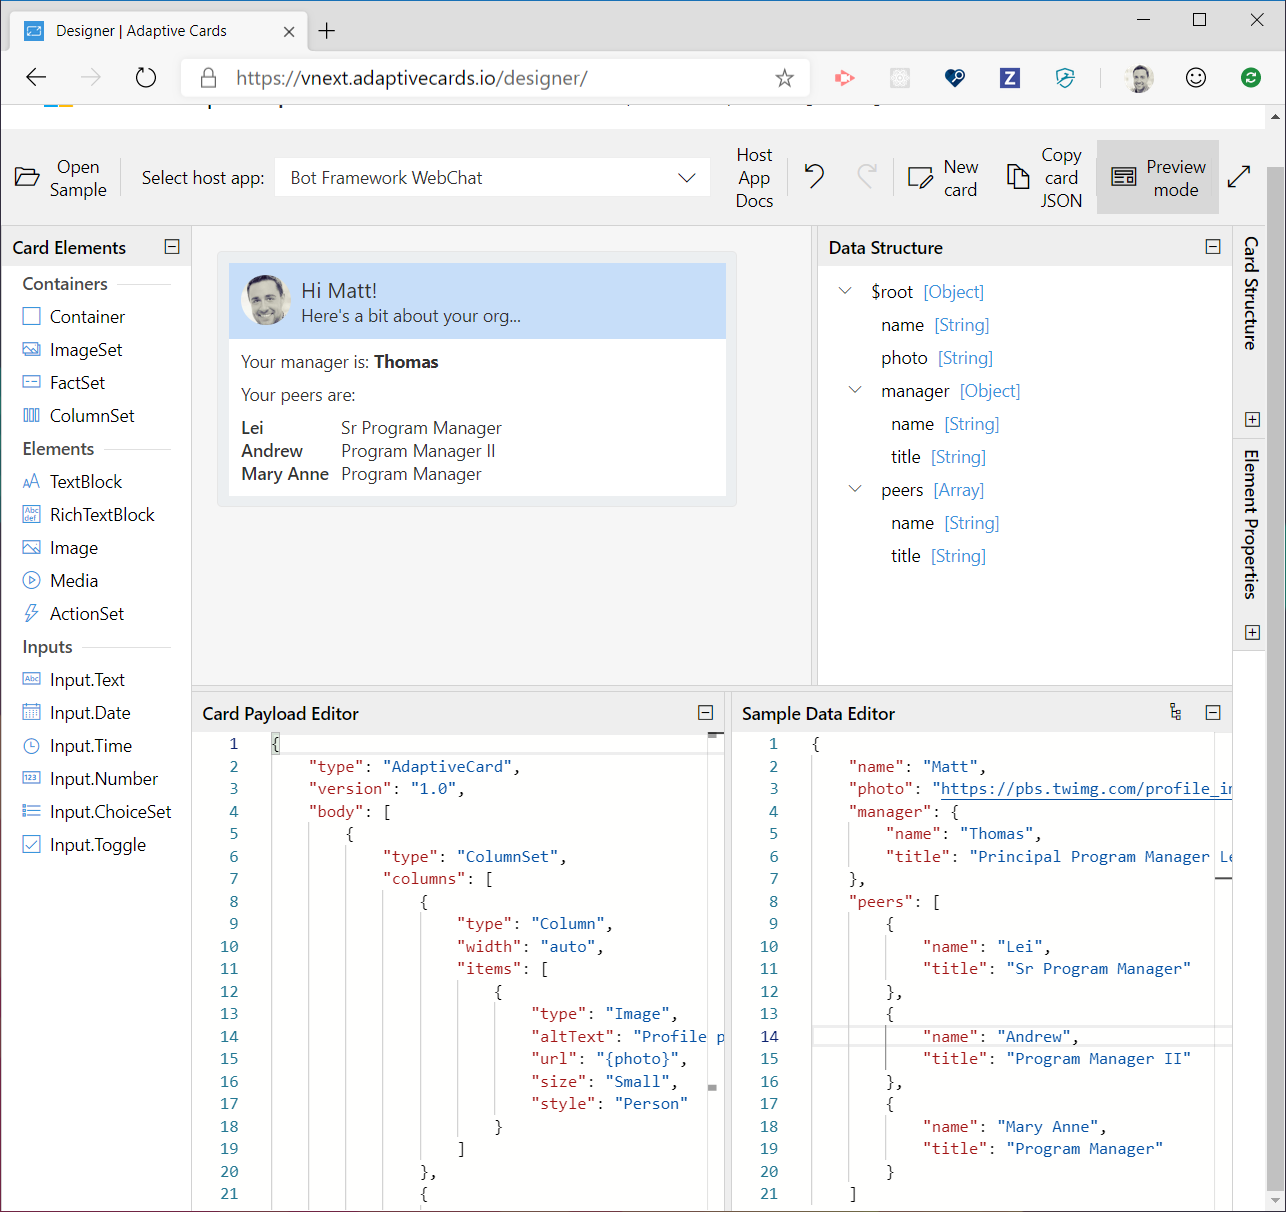 Designer | Adaptive Cards
https://vnext.adaptivecards.io/designer/
Open Sample
Select host app:
Bot Framework WebChat
Host App Docs
New card
Copy card JSON
Preview mode
Card Elements
Containers
Container
ImageSet
FactSet
ColumnSet
Elements
TextBlock
RichTextBlock
Image
Media
ActionSet
Inputs
Input.Text
Input.Date
Input.Time
Input.Number
Input.ChoiceSet
Input.Toggle
Hi Matt!
Here's a bit about your org...
Your manager is: Thomas
Your peers are:
Lei Sr Program Manager
Andrew Program Manager II
Mary Anne Program Manager
Data Structure
$root [Object]
name [String]
photo [String]
manager [Object]
name [String]
title [String]
peers [Array]
name [String]
title [String]
Card Structure
Element Properties
Card Payload Editor
1 {
2 "type": "AdaptiveCard",
3 "version": "1.0",
4 "body": [
5 {
6 "type": "ColumnSet",
7 "columns": [
8 {
9 "type": "Column",
10 "width": "auto",
11 "items": [
12 {
13 "type": "Image",
14 "altText": "Profile p
15 "url": "{photo}",
16 "size": "Small",
17 "style": "Person"
18 }
19 ]
20 },
21 {
Sample Data Editor
1 {
2 "name": "Matt",
3 "photo": "https://pbs.twimg.com/profile_i
4 "manager": {
5 "name": "Thomas",
6 "title": "Principal Program Manager Le
7 },
8 "peers": [
9 {
10 "name": "Lei",
11 "title": "Sr Program Manager"
12 },
13 {
14 "name": "Andrew",
15 "title": "Program Manager II"
16 },
17 {
18 "name": "Mary Anne",
19 "title": "Program Manager"
20 }
21 ]